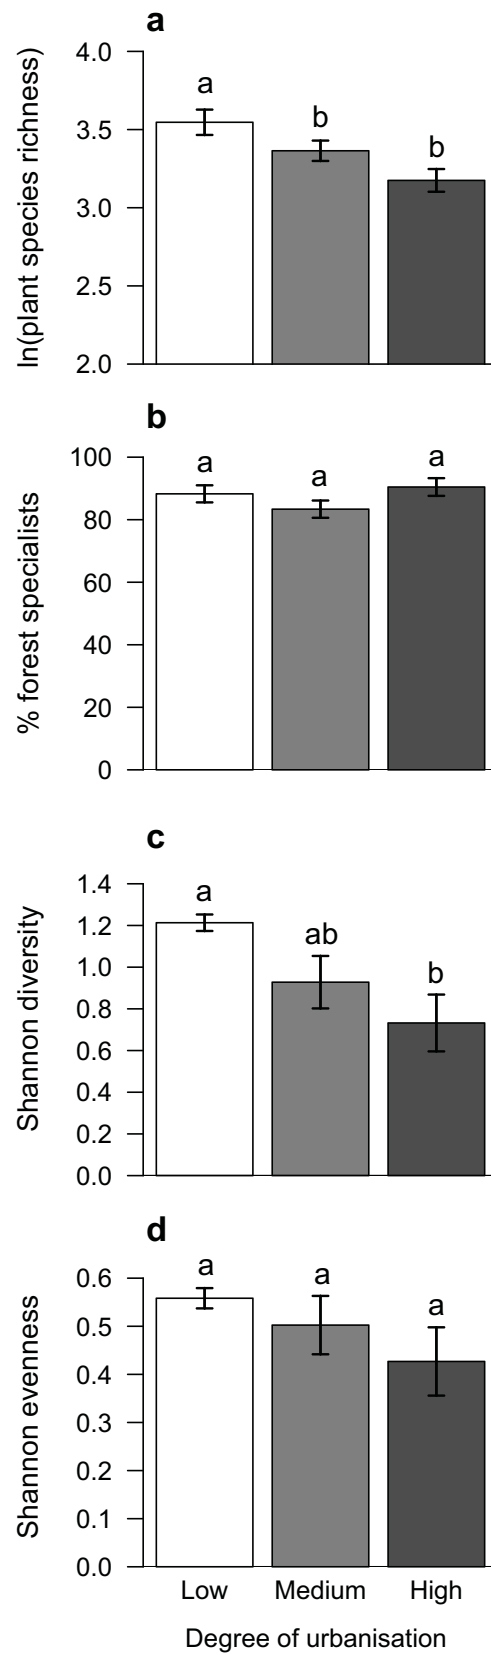 a
ln(plant species richness)
4.0
3.5
3.0
2.5
2.0
a
b
b
b
% forest specialists
100
80
60
40
20
0
a
a
a
c
Shannon diversity
1.4
1.2
1.0
0.8
0.6
0.4
0.2
0.0
a
ab
b
d
Shannon evenness
0.6
0.5
0.4
0.3
0.2
0.1
0.0
a
a
a
Low Medium High
Degree of urbanisation